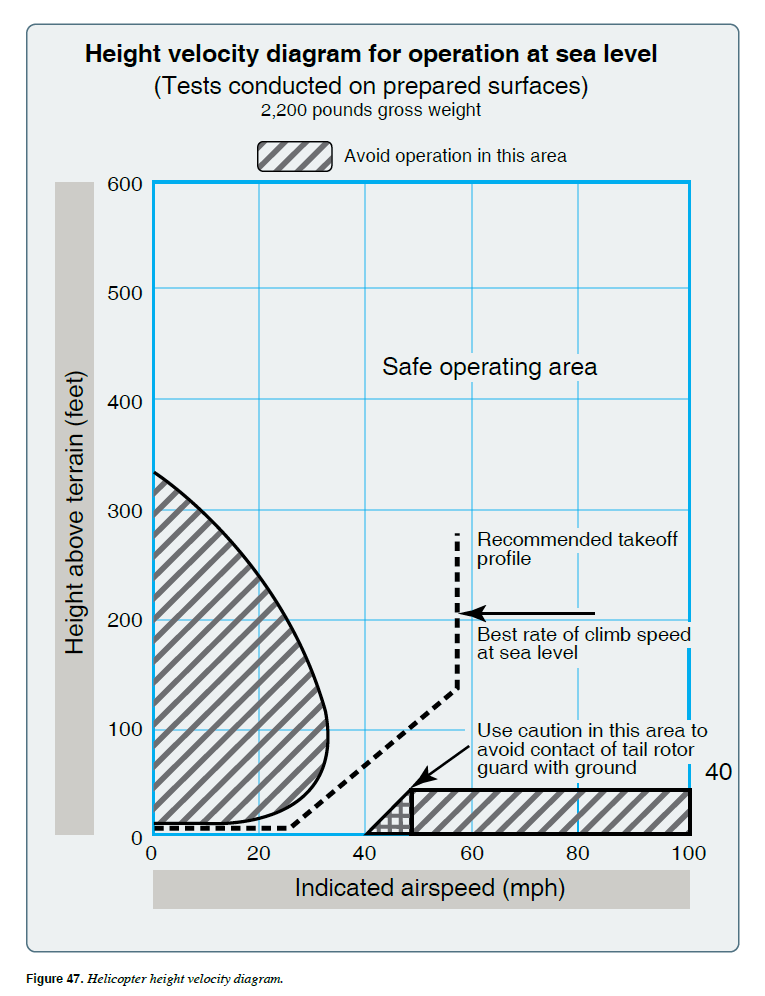 Height velocity diagram for operation at sea level
(Tests conducted on prepared surfaces)
2,200 pounds gross weight
Avoid operation in this area
600
500
400
300
200
100
0
Height above terrain (feet)
Safe operating area
Recommended takeoff
profile
Best rate of climb speed
at sea level
Use caution in this area to
avoid contact of tail rotor
guard with ground
40
0 20 40 60 80 100
Indicated airspeed (mph)
Figure 47. Helicopter height velocity diagram.